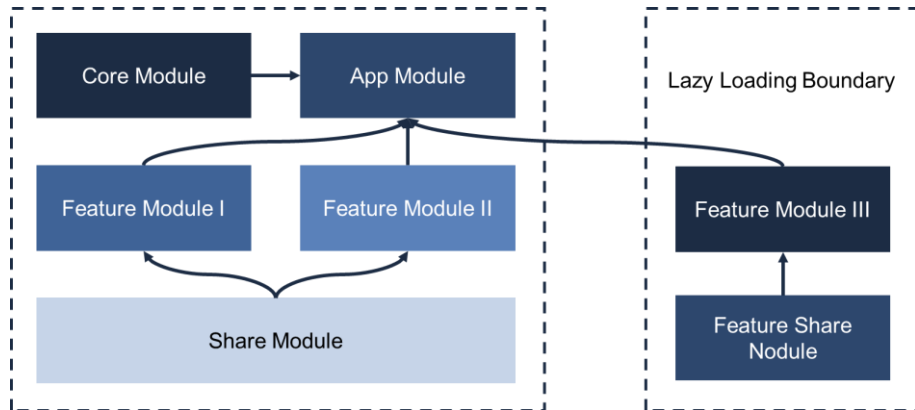 Core Module
App Module
Lazy Loading Boundary
Feature Module I
Feature Module II
Feature Module III
Share Module
Feature Share
Nodule